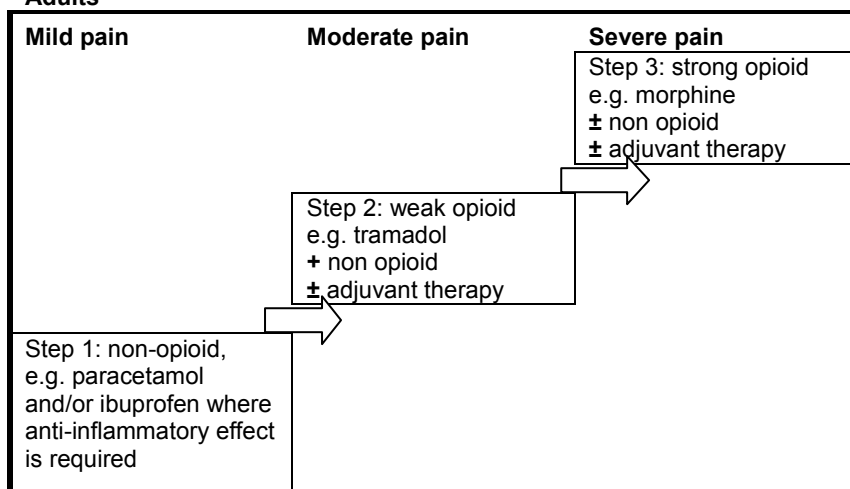 Adults
Mild pain
Moderate pain
Severe pain
Step 3: strong opioid
e.g. morphine
± non opioid
± adjuvant therapy
Step 2: weak opioid
e.g. tramadol
+ non opioid
± adjuvant therapy
Step 1: non-opioid,
e.g. paracetamol
and/or ibuprofen where
anti-inflammatory effect
is required